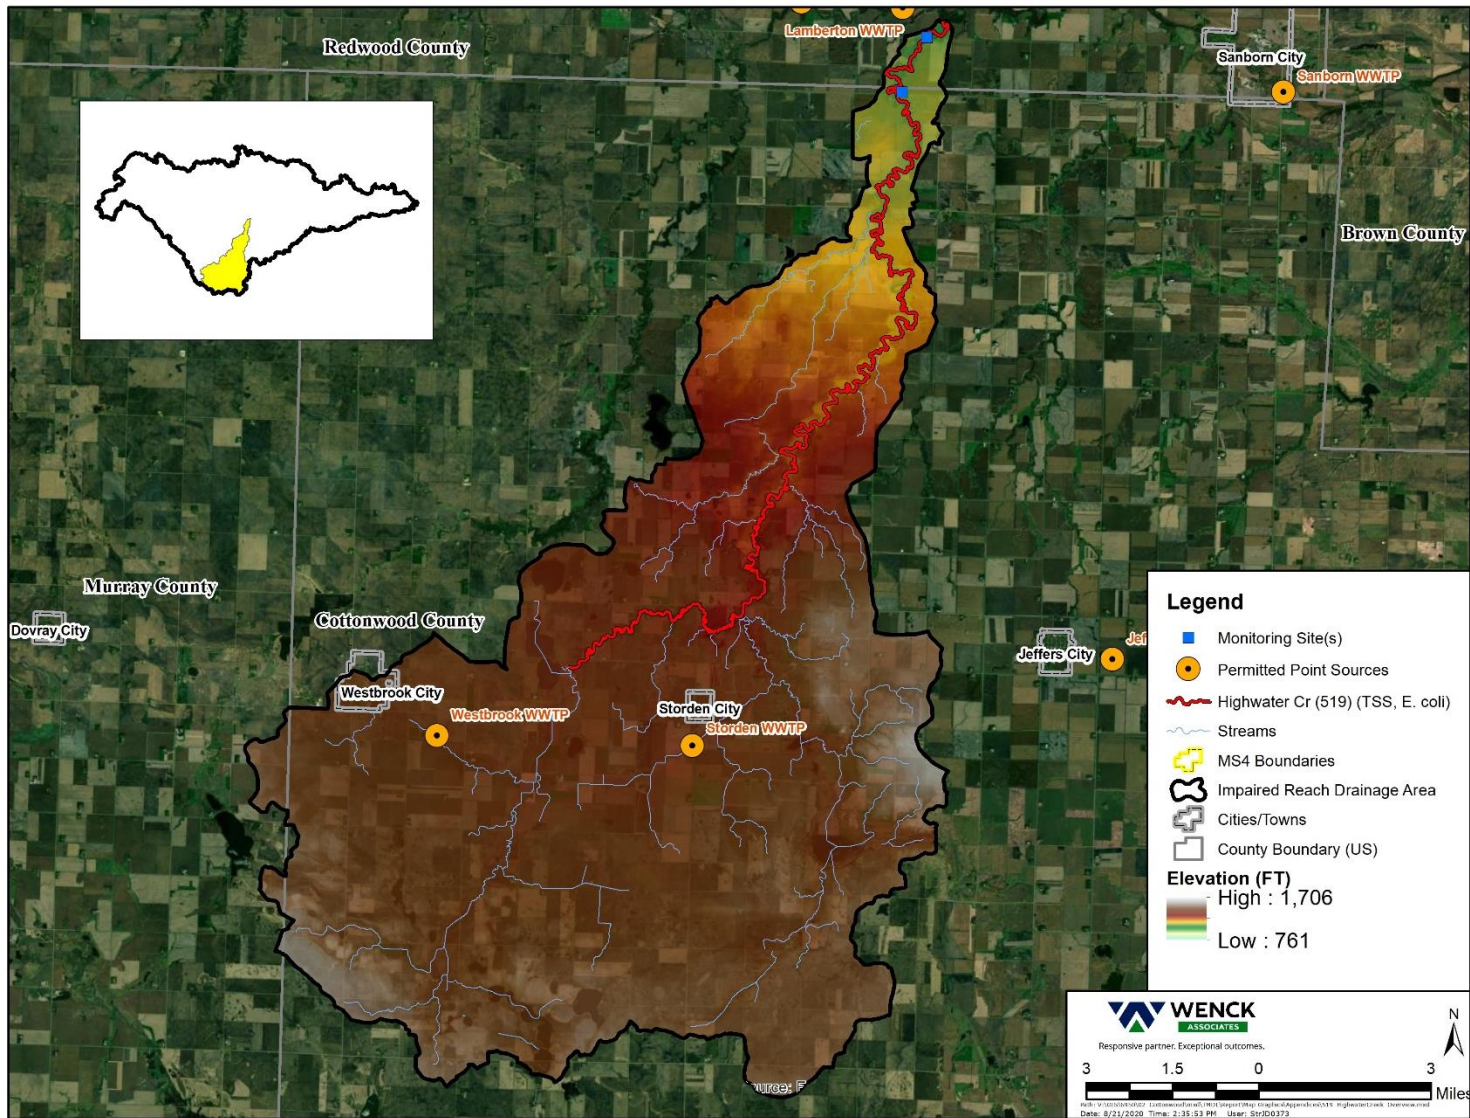 Lamberton WWTP
Redwood County
Sanborn City
Sanborn WWTP
Brown County
Murray County
Dovray City
Cottonwood County
Westbrook City
Westbrook WWTP
Storden City
Storden WWTP
Jeffers City
Jef
Legend
Monitoring Site(s)
Permitted Point Sources
Highwater Cr (519) (TSS, E. coli)
Streams
MS4 Boundaries
Impaired Reach Drainage Area
Cities/Towns
County Boundary (US)
Elevation (FT)
High : 1,706
Low : 761
WENCK
ASSOCIATES
Responsive partner. Exceptional outcomes.
N
3 1.5 0 3
Miles
Date: 8/21/2020 Time: 2:35:53 PM User: StrJD0373